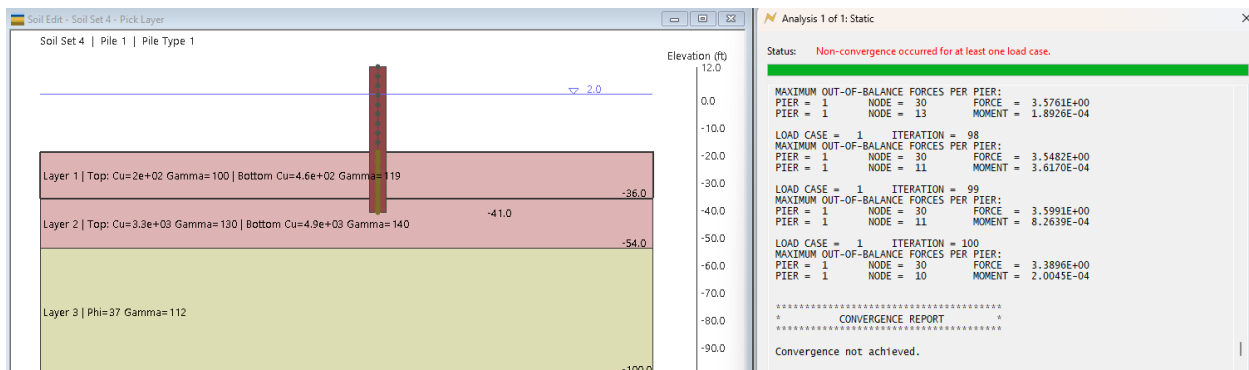 Soil Edit - Soil Set 4 - Pick Layer
Soil Set 4 | Pile 1 | Pile Type 1
Elevation (ft)
12.0
2.0
0.0
-10.0
-20.0
Layer 1 | Top: Cu=2e+02 Gamma=100 | Bottom Cu=4.6e+02 Gamma=119
-30.0
-36.0
-40.0
-41.0
Layer 2 | Top: Cu=3.3e+03 Gamma=130 | Bottom Cu=4.9e+03 Gamma=140
-50.0
-54.0
-60.0
-70.0
Layer 3 | Phi=37 Gamma=112
-80.0
-90.0
-100.0
Analysis 1 of 1: Static
Status: Non-convergence occurred for at least one load case.
MAXIMUM OUT-OF-BALANCE FORCES PER PIER:
PIER = 1 NODE = 30 FORCE = 3.5761E+00
PIER = 1 NODE = 13 MOMENT = 1.8926E-04
LOAD CASE = 1 ITERATION = 98
MAXIMUM OUT-OF-BALANCE FORCES PER PIER:
PIER = 1 NODE = 30 FORCE = 3.5482E+00
PIER = 1 NODE = 11 MOMENT = 3.6170E-04
LOAD CASE = 1 ITERATION = 99
MAXIMUM OUT-OF-BALANCE FORCES PER PIER:
PIER = 1 NODE = 30 FORCE = 3.5991E+00
PIER = 1 NODE = 11 MOMENT = 8.2639E-04
LOAD CASE = 1 ITERATION = 100
MAXIMUM OUT-OF-BALANCE FORCES PER PIER:
PIER = 1 NODE = 30 FORCE = 3.3896E+00
PIER = 1 NODE = 10 MOMENT = 2.0045E-04
****************************************
* CONVERGENCE REPORT *
****************************************
Convergence not achieved.